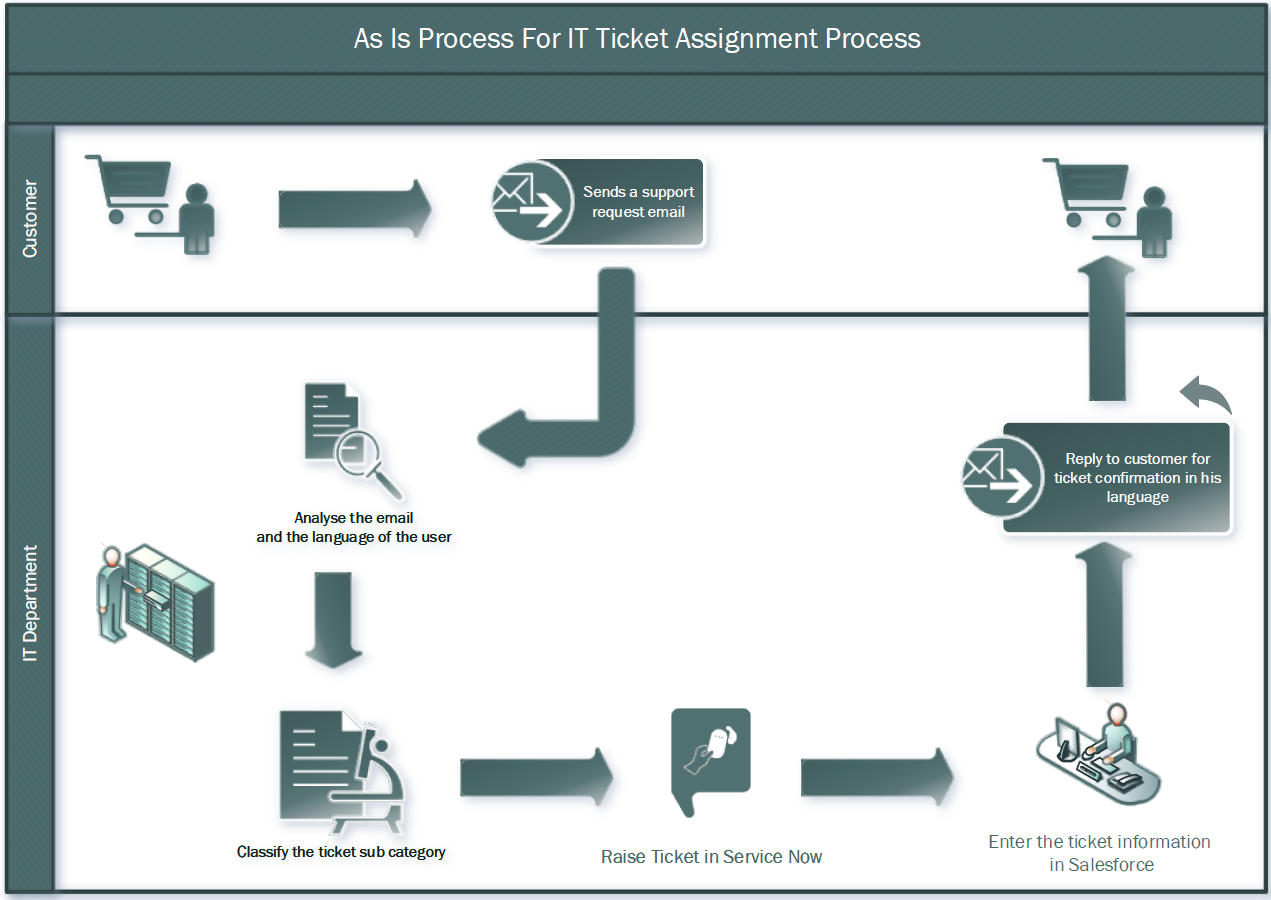 As Is Process For IT Ticket Assignment Process
Customer
Sends a support
request email
IT Department
Analyse the email
and the language of the user
Reply to customer for
ticket confirmation in his
language
Classify the ticket sub category
Raise Ticket in Service Now
Enter the ticket information
in Salesforce